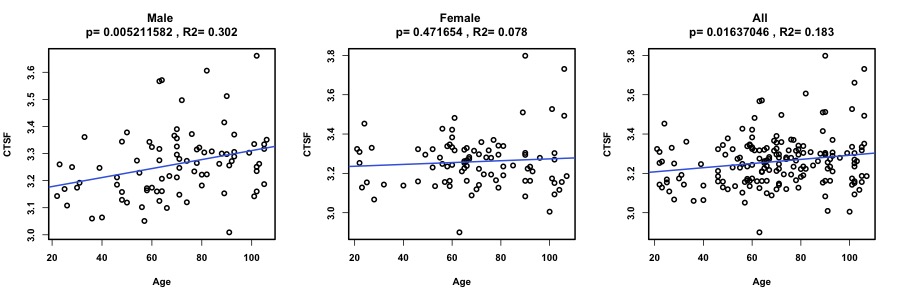 Male
p= 0.005211582 , R2= 0.302
CTSF
3.6
3.5
3.4
3.3
3.2
3.1
3.0
20 40 60 80 100
Age
Female
p= 0.471654 , R2= 0.078
CTSF
3.8
3.6
3.4
3.2
3.0
20 40 60 80 100
Age
All
p= 0.01637046 , R2= 0.183
CTSF
3.8
3.6
3.4
3.2
3.0
20 40 60 80 100
Age